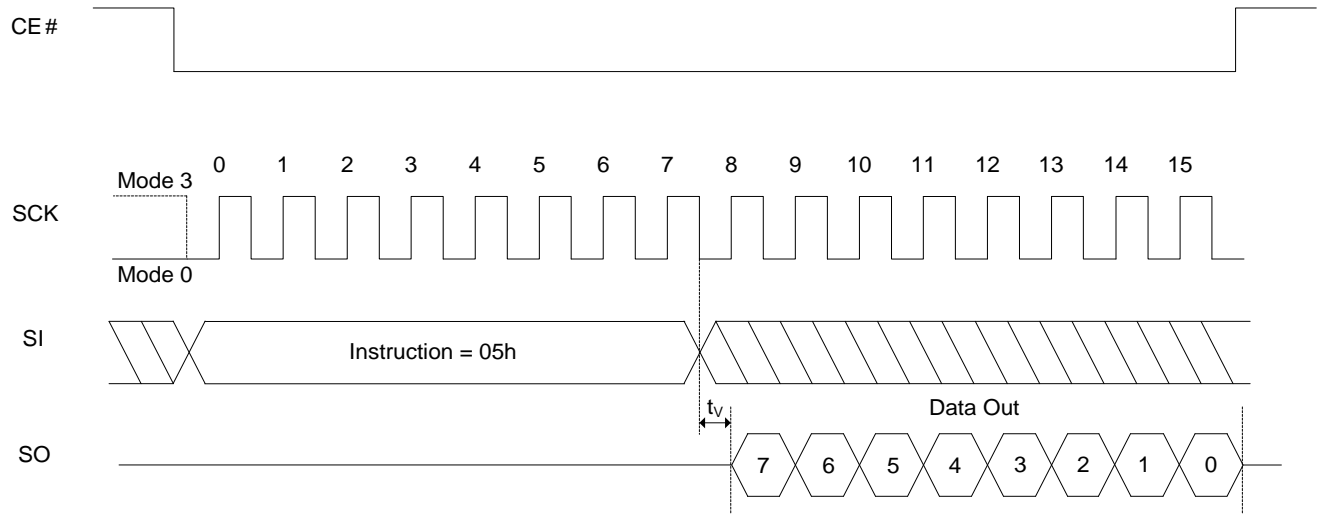 CE#
0 1 2 3 4 5 6 7 8 9 10 11 12 13 14 15
Mode 3
SCK
Mode 0
SI
Instruction = 05h
tV
Data Out
SO
7 6 5 4 3 2 1 0